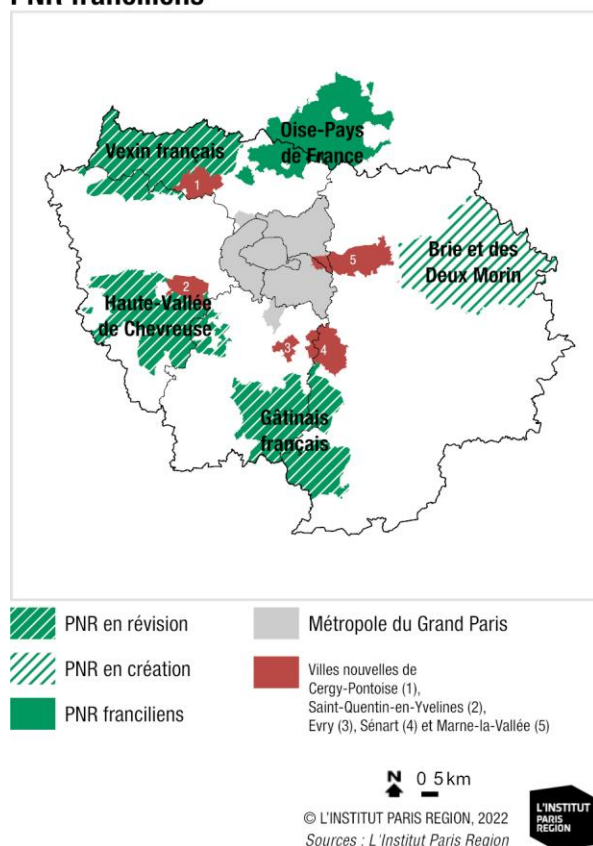 PNR franciliens
Oise-Pays
de France
Vexin français
1
5
Brie et des
Deux Morin
2
Haute-Vallée
de Chevreuse
3
4
Gâtinais
français
PNR en révision
Métropole du Grand Paris
PNR en création
Villes nouvelles de
Cergy-Pontoise (1),
Saint-Quentin-en-Yvelines (2),
Evry (3), Sénart (4) et Marne-la-Vallée (5)
PNR franciliens
N 0 5 km
© L'INSTITUT PARIS REGION, 2022
Sources : L'Institut Paris Region
L'INSTITUT
PARIS
REGION